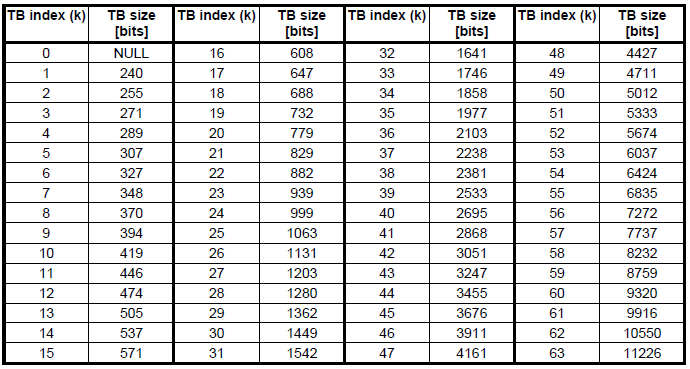 TB index (k) TB size [bits] TB index (k) TB size [bits] TB index (k) TB size [bits] TB index (k) TB size [bits]
0 NULL 16 608 32 1641 48 4427
1 240 17 647 33 1746 49 4711
2 255 18 688 34 1858 50 5012
3 271 19 732 35 1977 51 5333
4 289 20 779 36 2103 52 5674
5 307 21 829 37 2238 53 6037
6 327 22 882 38 2381 54 6424
7 348 23 939 39 2533 55 6835
8 370 24 999 40 2695 56 7272
9 394 25 1063 41 2868 57 7737
10 419 26 1131 42 3051 58 8232
11 446 27 1203 43 3247 59 8759
12 474 28 1280 44 3455 60 9320
13 505 29 1362 45 3676 61 9916
14 537 30 1449 46 3911 62 10550
15 571 31 1542 47 4161 63 11226